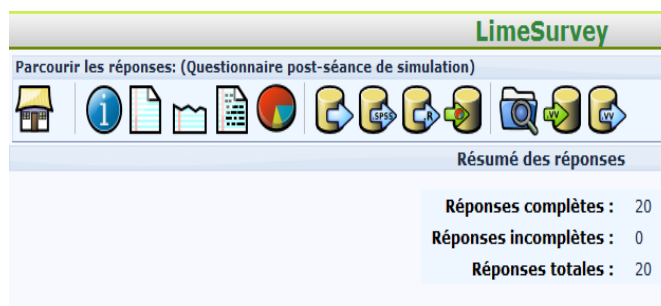 LimeSurvey
Parcourir les réponses: (Questionnaire post-séance de simulation)
.SPSS .R .VV .VV
Résumé des réponses
Réponses complètes : 20
Réponses incomplètes : 0
Réponses totales : 20